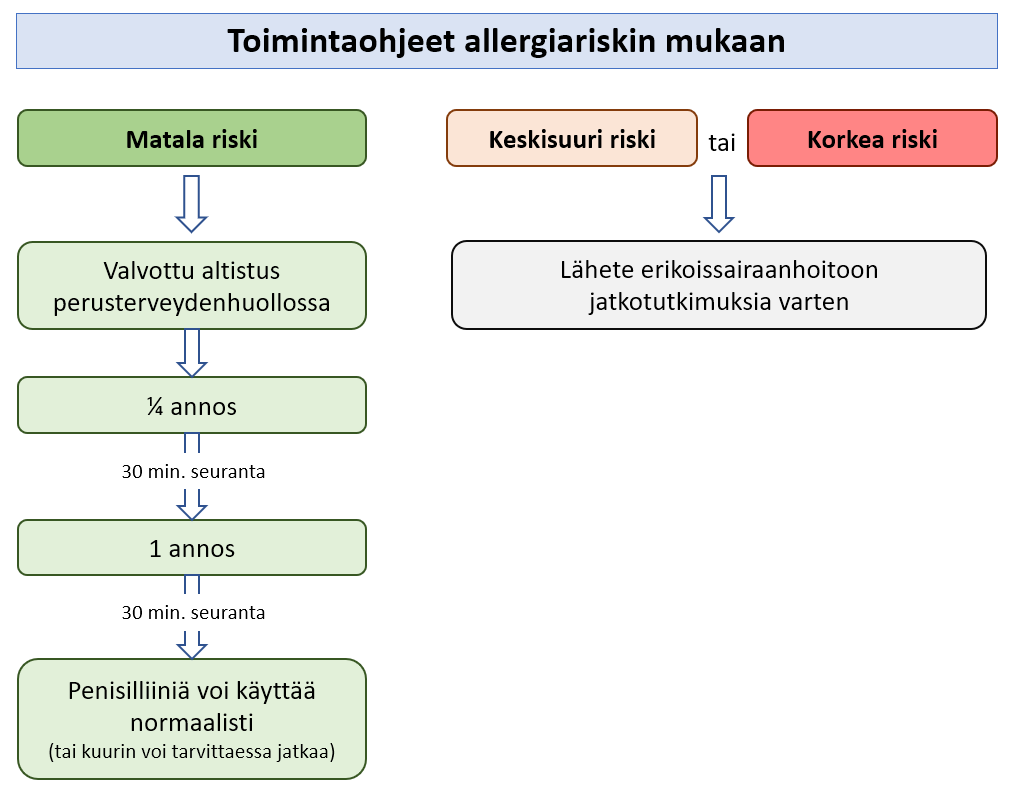 Toimintaohjeet allergiariskin mukaan
Matala riski
Valvottu altistus
perusterveydenhuollossa
¼ annos
30 min. seuranta
1 annos
30 min. seuranta
Penisilliiniä voi käyttää
normaalisti
(tai kuurin voi tarvittaessa jatkaa)
Keskisuuri riski
tai
Korkea riski
Lähete erikoissairaanhoitoon
jatkotutkimuksia varten